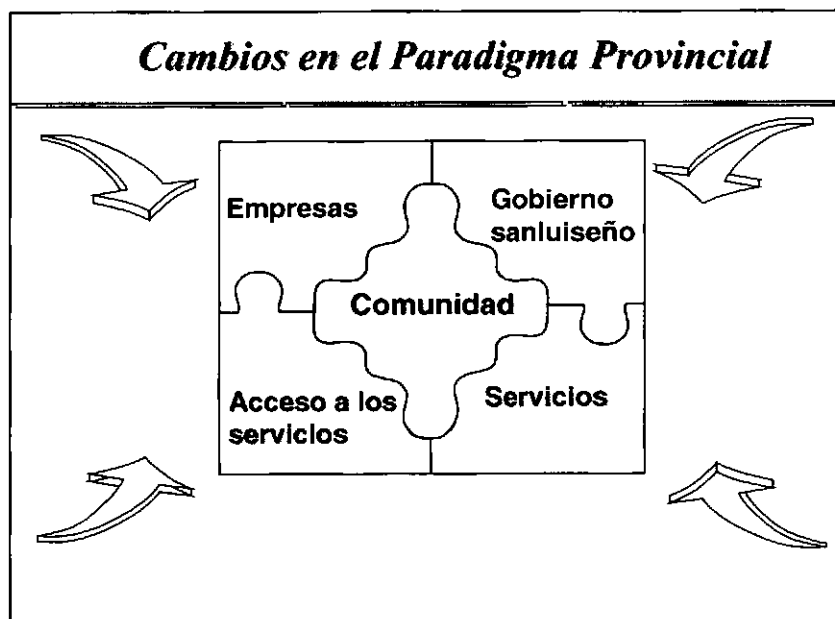 Cambios en el Paradigma Provincial
Empresas
Gobierno
sanluiseño
Comunidad
Acceso a los
servicios
Servicios